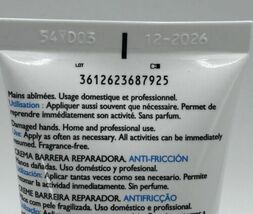 12-2026
LOT
3612623687925
Mains abîmées. Usage domestique et professionnel.
Utilisation : Appliquer aussi souvent que nécessaire. Permet de
reprendre immédiatement son activité. Sans parfum.
Damaged hands. Home and professional use.
Use: Apply as often as necessary. All activities can be immediately
resumed. Fragrance-free.
CREMA BARRERA REPARADORA, ANTI-FRICCIÓN
Manos dañadas. Uso doméstico y profesional.
Utilización: Aplicar tantas veces como sea necesario. Permite
la actividad inmediatamente. Sin perfume.
CREME BARREIRA REPARADOR, ANTIFRICÇÃO
com pele fragilizada. Uso doméstico e profissional.